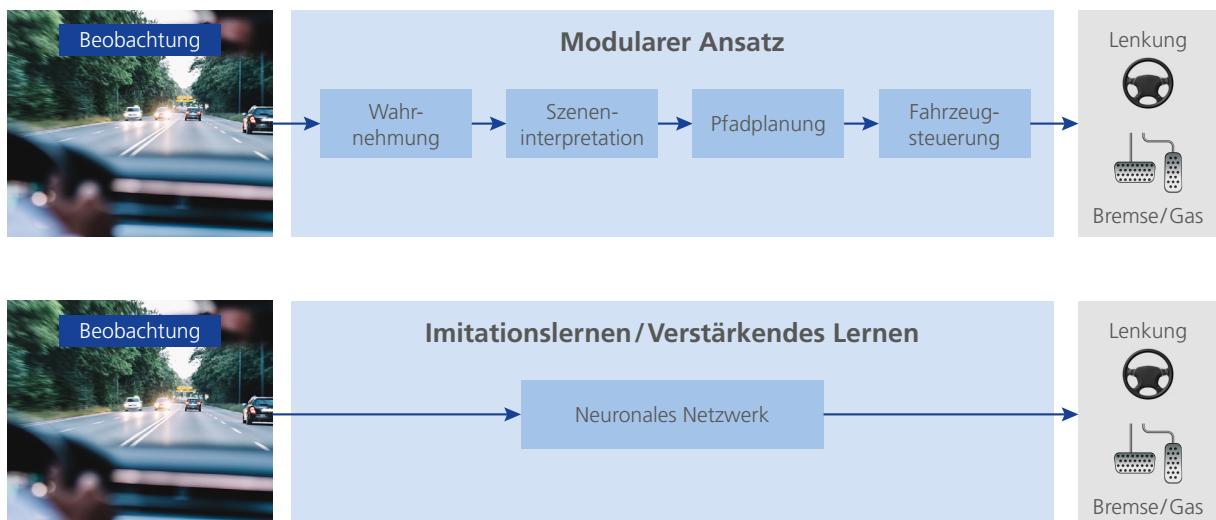 Beobachtung
Modularer Ansatz
Wahr-
nehmung
Szenen-
interpretation
Pfadplanung
Fahrzeug-
steuerung
Lenkung
Bremse/Gas
Beobachtung
Imitationslernen/Verstärkendes Lernen
Neuronales Netzwerk
Lenkung
Bremse/Gas